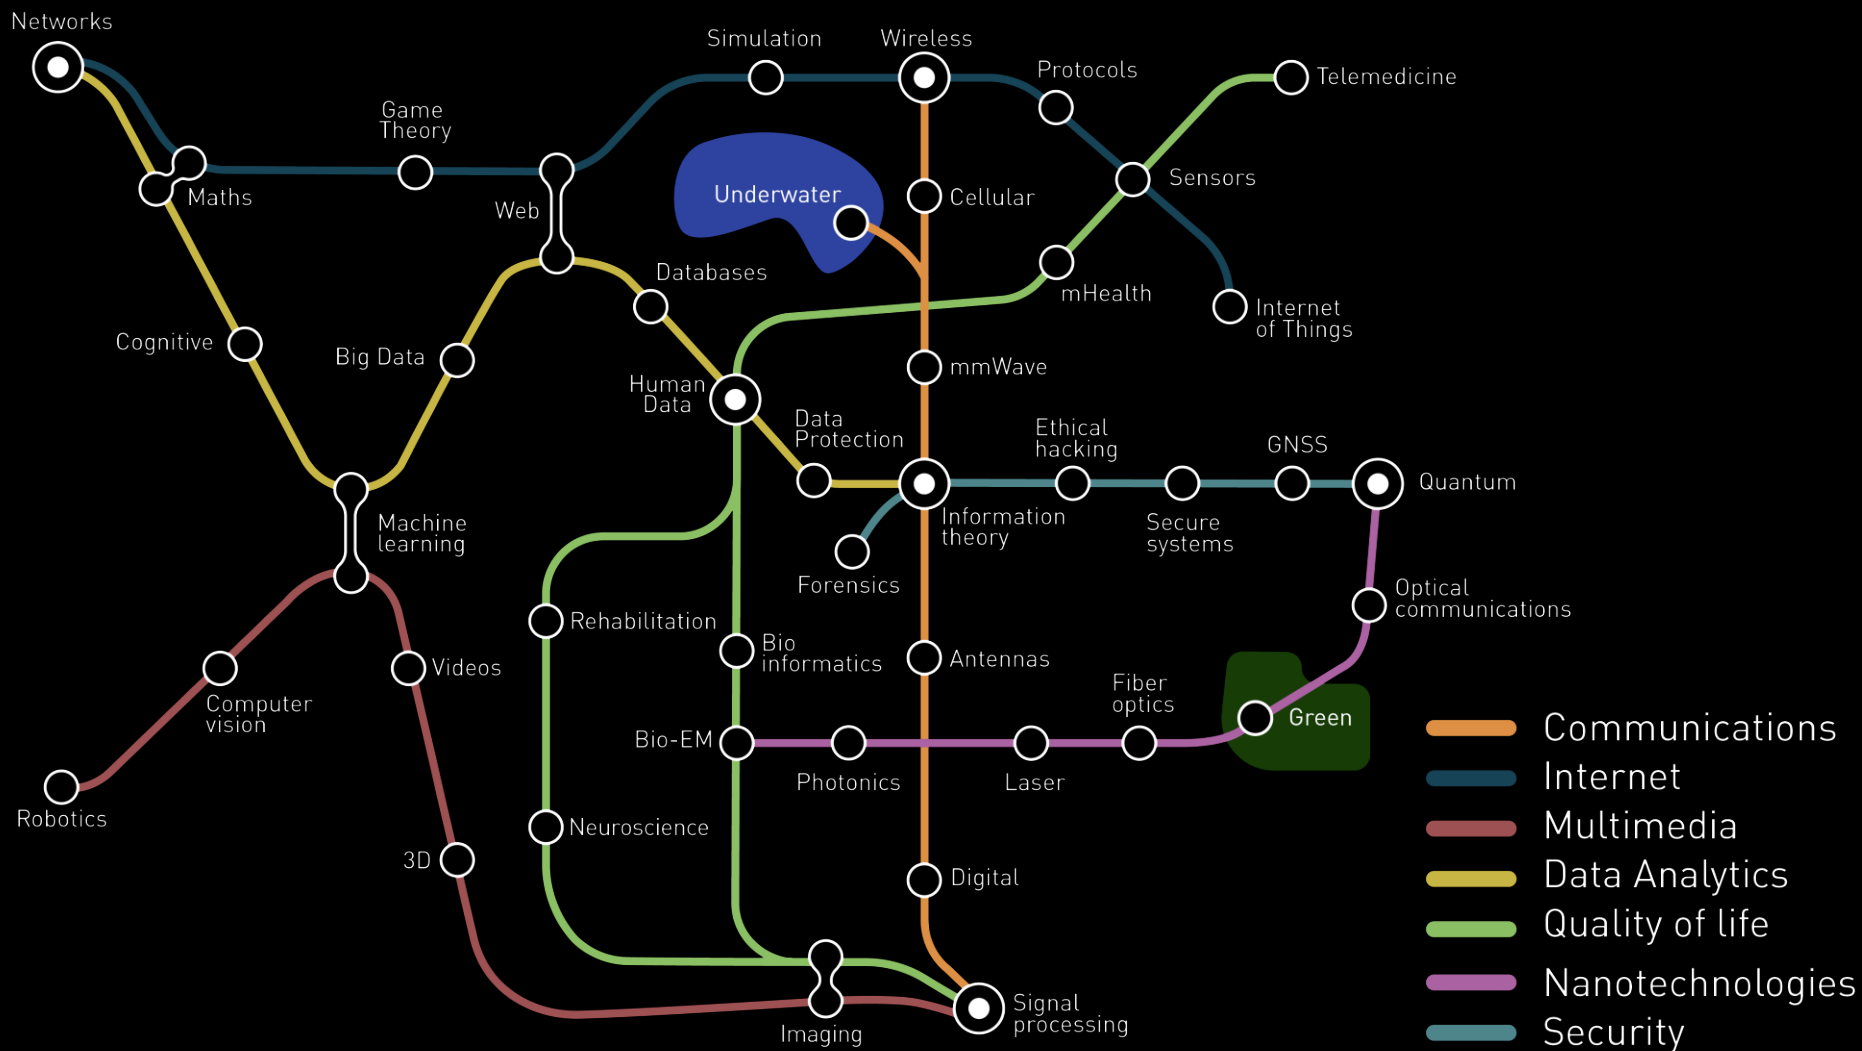 Networks
Simulation
Wireless
Protocols
Telemedicine
Game
Theory
Maths
Web
Underwater
Cellular
Sensors
Databases
mHealth
Internet
of Things
Cognitive
Big Data
Human
Data
mmWave
Data
Protection
Ethical
hacking
GNSS
Quantum
Machine
learning
Information
theory
Secure
systems
Forensics
Optical
communications
Rehabilitation
Bio
informatics
Antennas
Videos
Computer
vision
Fiber
optics
Green
Bio-EM
Photonics
Laser
Robotics
Neuroscience
3D
Digital
Imaging
Signal
processing
Communications
Internet
Multimedia
Data Analytics
Quality of life
Nanotechnologies
Security